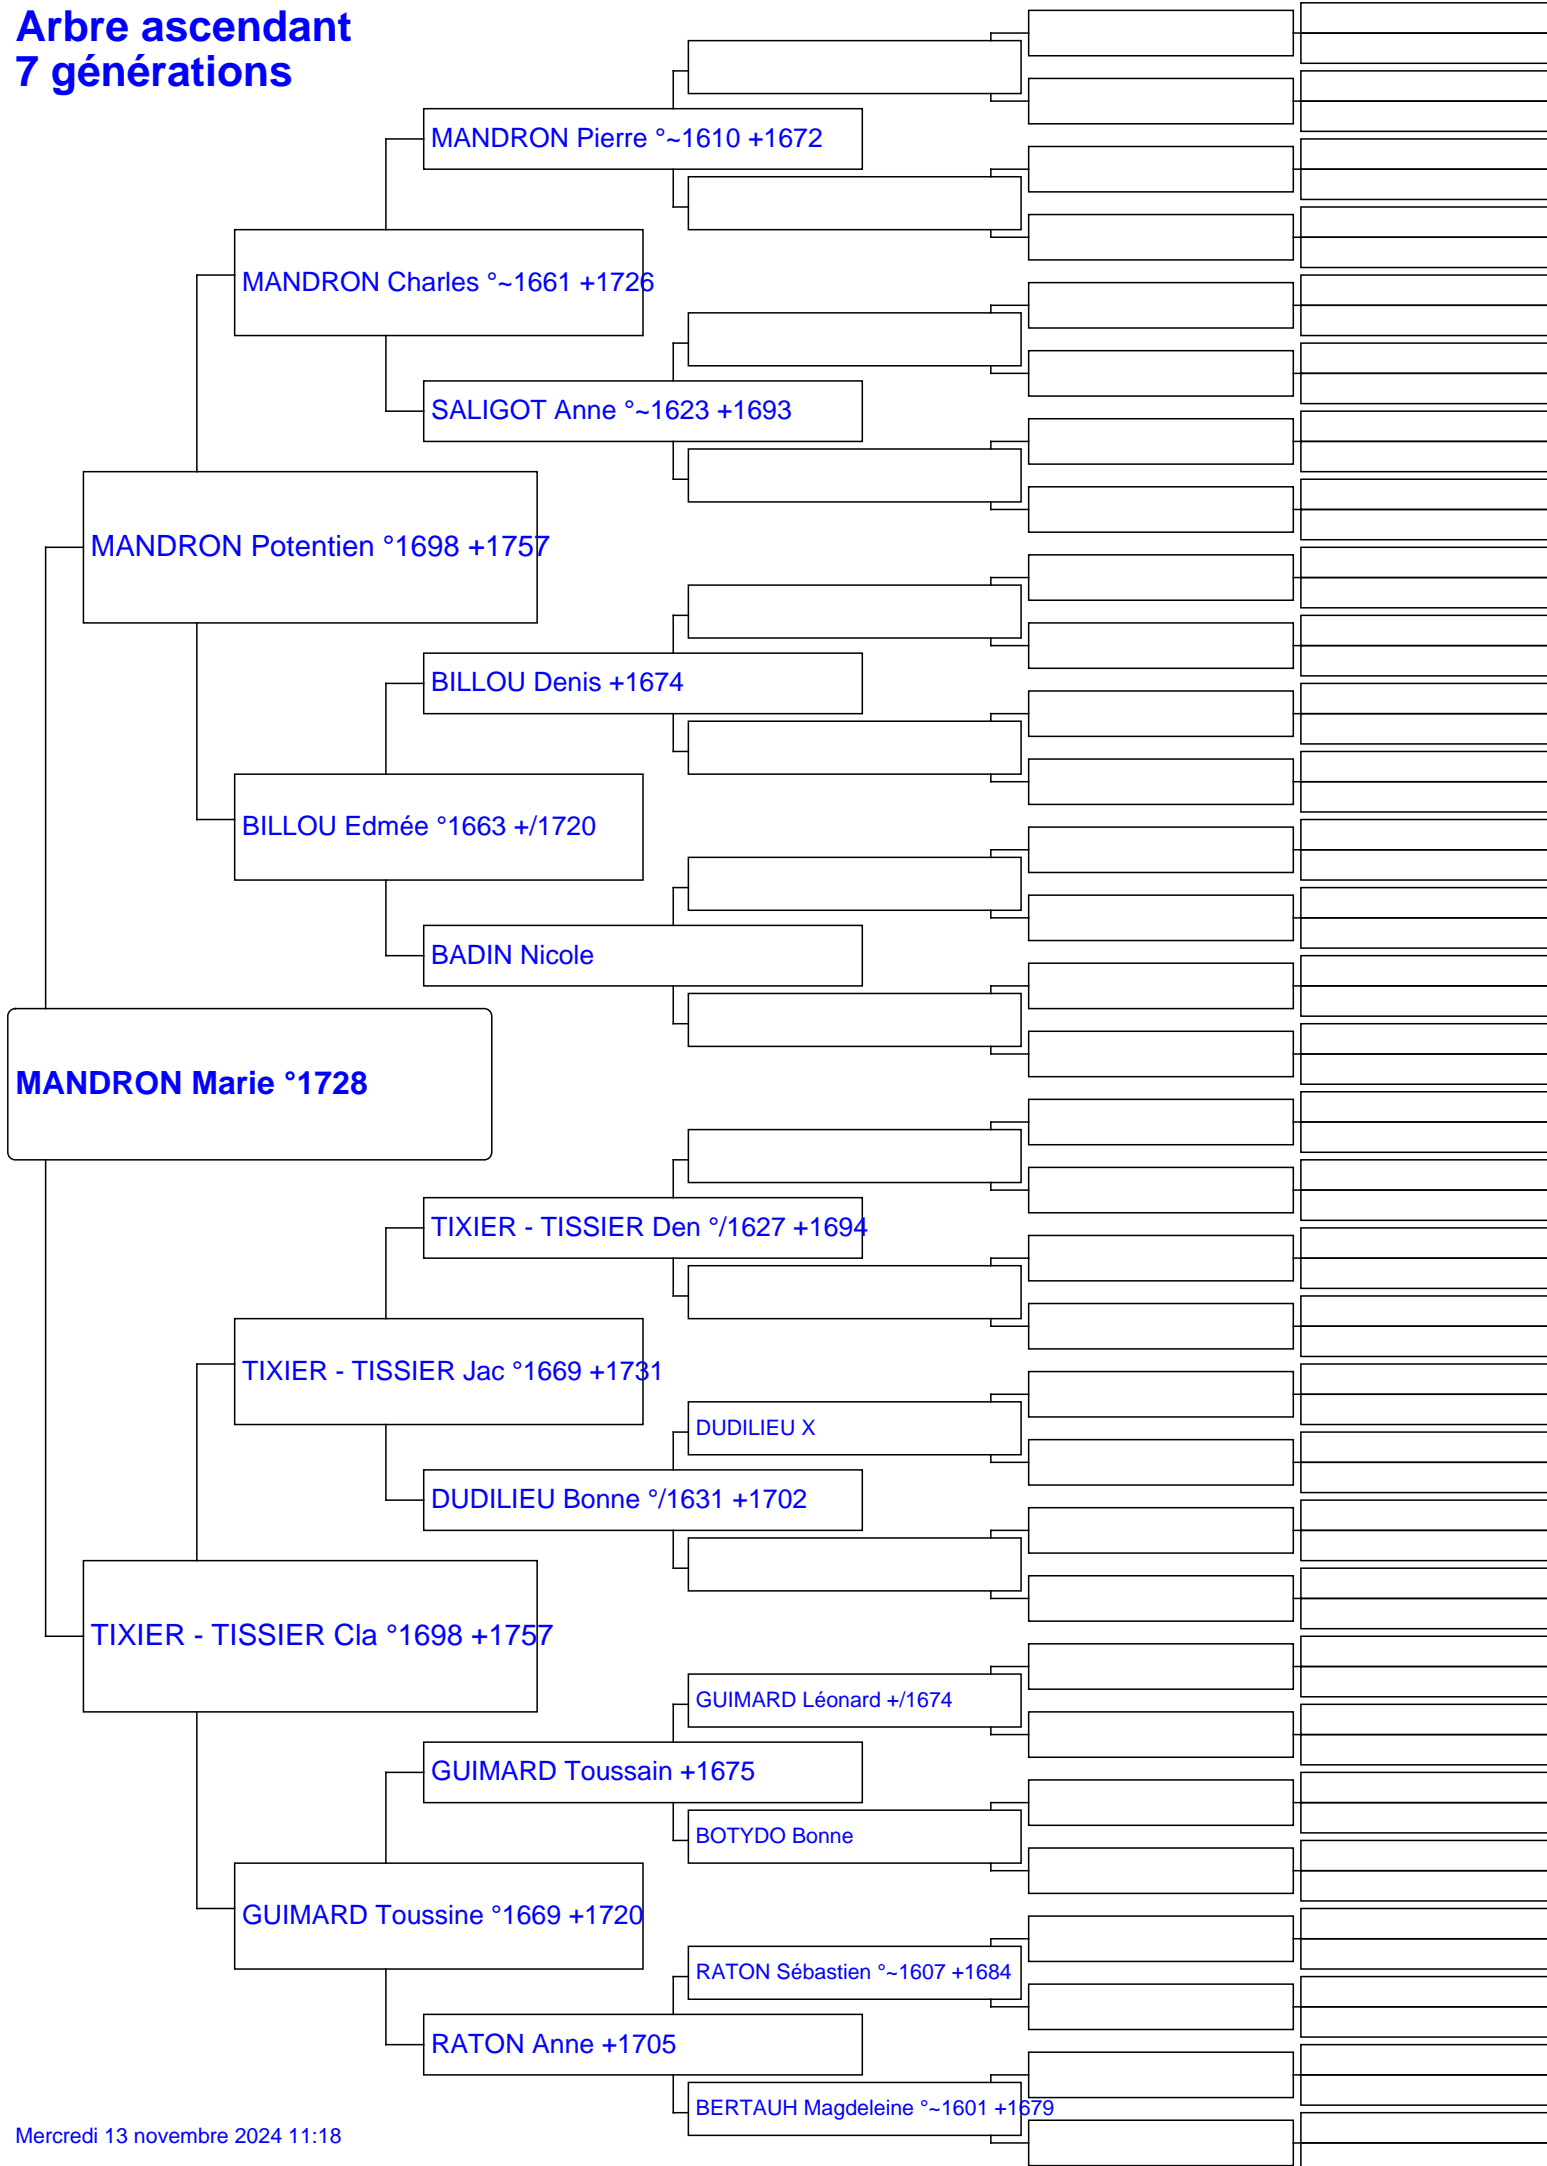 Arbre ascendant
7 générations
MANDRON Pierre °~1610 +1672
MANDRON Charles °~1661 +1726
SALIGOT Anne °~1623 +1693
MANDRON Potentien °1698 +1757
BILLOU Denis +1674
BILLOU Edmée °1663 +/1720
BADIN Nicole
MANDRON Marie °1728
TIXIER - TISSIER Den °/1627 +1694
TIXIER - TISSIER Jac °1669 +1731
DUDILIEU X
DUDILIEU Bonne °/1631 +1702
TIXIER - TISSIER Cla °1698 +1757
GUIMARD Léonard +/1674
GUIMARD Toussain +1675
BOTYDO Bonne
GUIMARD Toussine °1669 +1720
RATON Sébastien °~1607 +1684
RATON Anne +1705
BERTAUH Magdeleine °~1601 +1679
Mercredi 13 novembre 2024 11:18